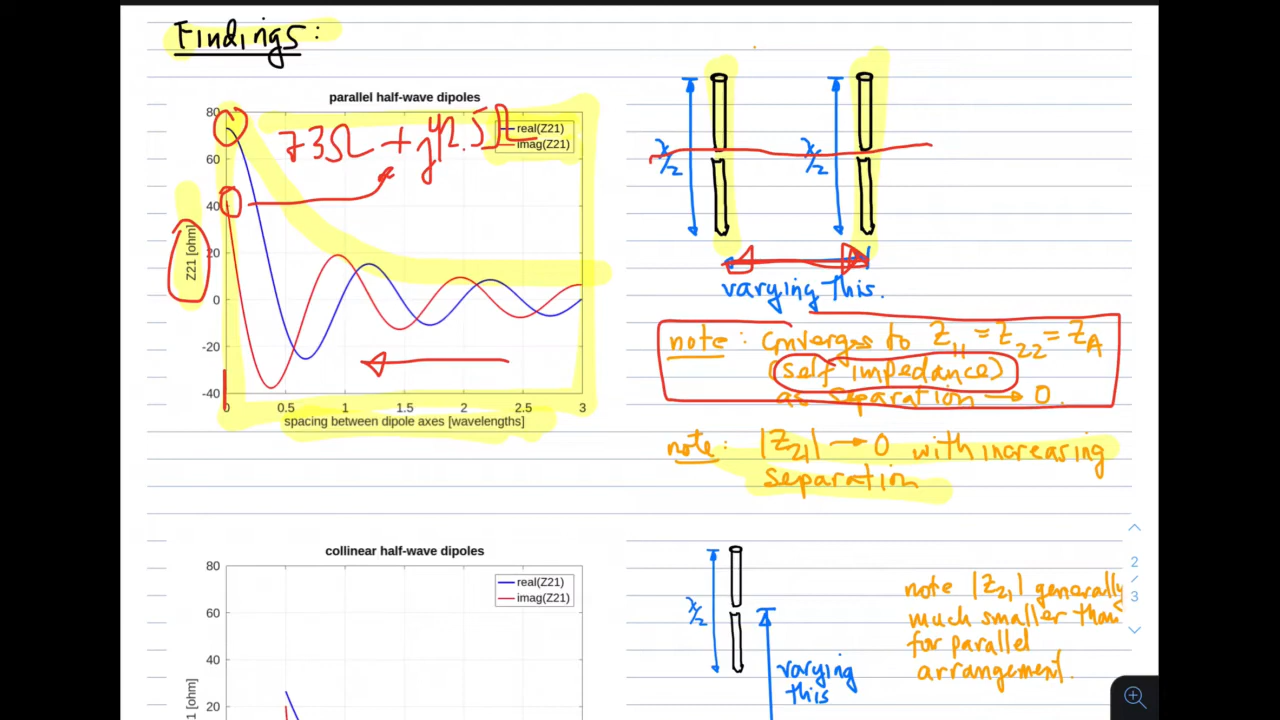 Findings:
parallel half-wave dipoles
80
60
40
20
0
-20
-40
Z21 [ohm]
real(Z21)
imag(Z21)
73Ω + j42.5Ω
0 0.5 1 1.5 2 2.5 3
spacing between dipole axes [wavelengths]
λ/2 λ/2
varying this.
note: converges to Z11 = Z22 = ZA
(self impedance)
as separation → 0.
note: |Z21| → 0 with increasing
separation
collinear half-wave dipoles
80
60
40
20
real(Z21)
imag(Z21)
λ/2
varying
this
note |Z21| generally
much smaller than
for parallel
arrangement.
2
/
3